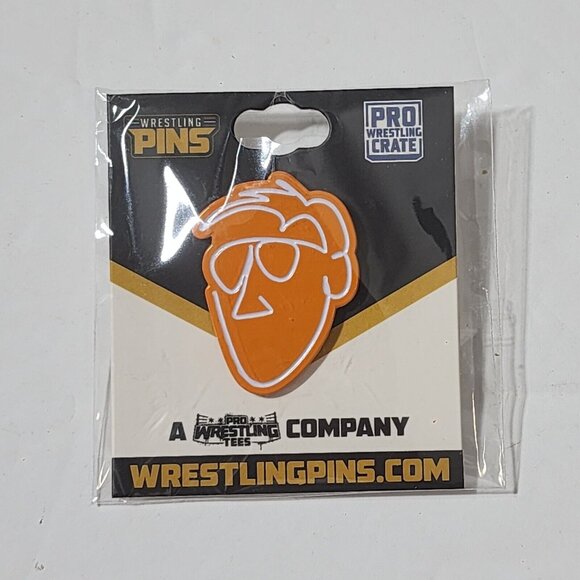 WRESTLING
PINS
PRO
WRESTLING
CRATE
A PRO WRESTLING TEES COMPANY
WRESTLINGPINS.COM